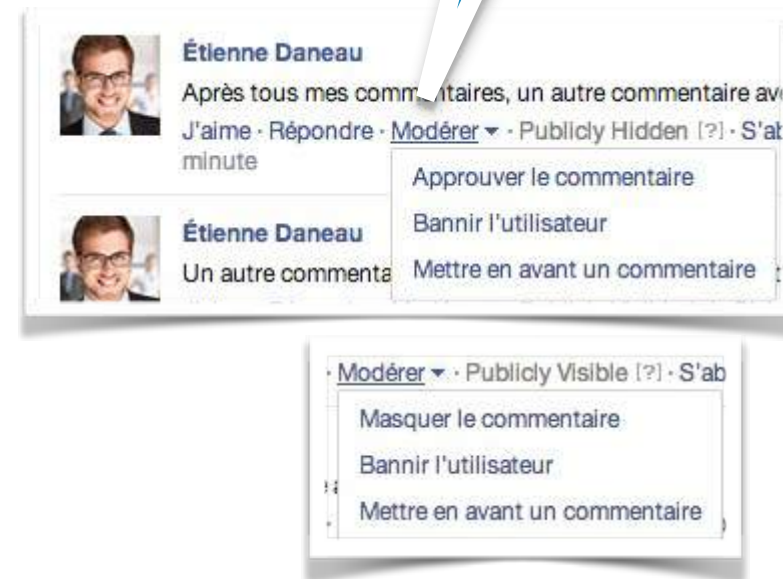 Étienne Daneau
Après tous mes commentaires, un autre commentaire av
J'aime · Répondre · Modérer ▾ · Publicly Hidden [?] · S'ab
minute
Approuver le commentaire
Bannir l'utilisateur
Mettre en avant un commentaire
Étienne Daneau
Un autre commenta
· Modérer ▾ · Publicly Visible [?] · S'ab
Masquer le commentaire
Bannir l'utilisateur
Mettre en avant un commentaire